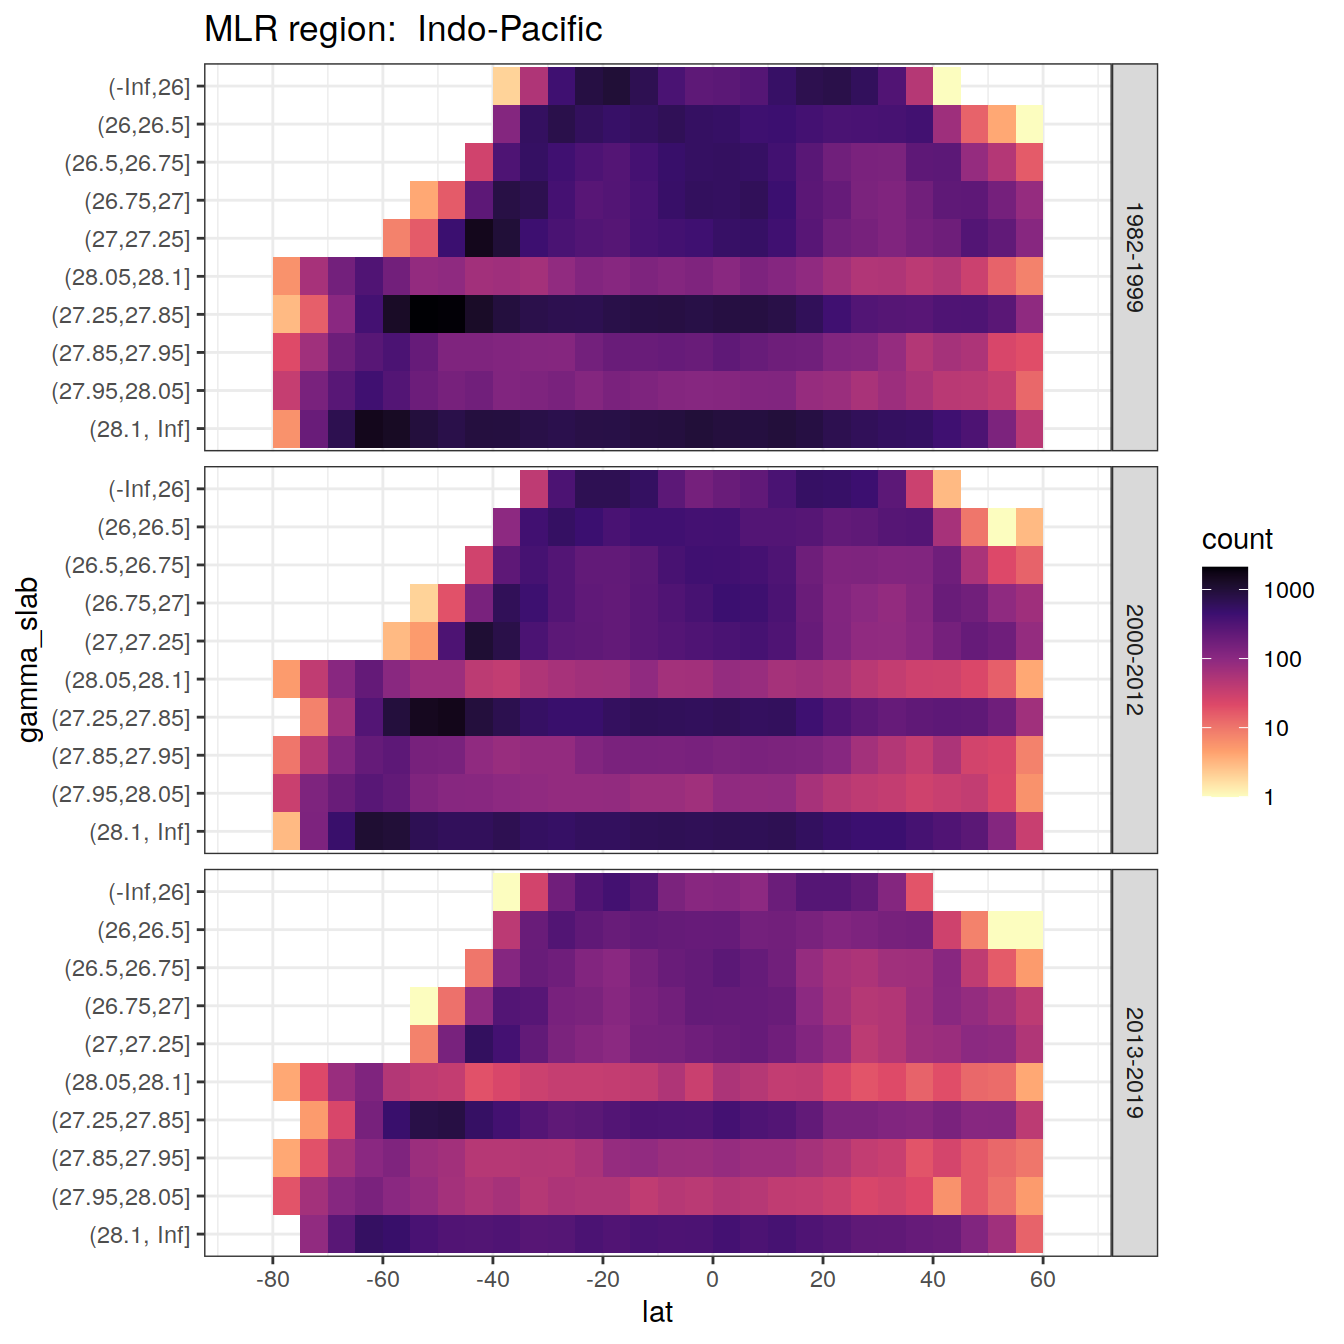 MLR region:  Indo-Pacific
(-Inf,26]
(26,26.5]
(26.5,26.75]
(26.75,27]
(27,27.25]
(28.05,28.1]
(27.25,27.85]
(27.85,27.95]
(27.95,28.05]
(28.1, Inf]
1982-1999
(-Inf,26]
(26,26.5]
(26.5,26.75]
(26.75,27]
(27,27.25]
(28.05,28.1]
(27.25,27.85]
(27.85,27.95]
(27.95,28.05]
(28.1, Inf]
2000-2012
gamma_slab
(-Inf,26]
(26,26.5]
(26.5,26.75]
(26.75,27]
(27,27.25]
(28.05,28.1]
(27.25,27.85]
(27.85,27.95]
(27.95,28.05]
(28.1, Inf]
2013-2019
-80 -60 -40 -20 0 20 40 60
lat
count
1000
100
10
1